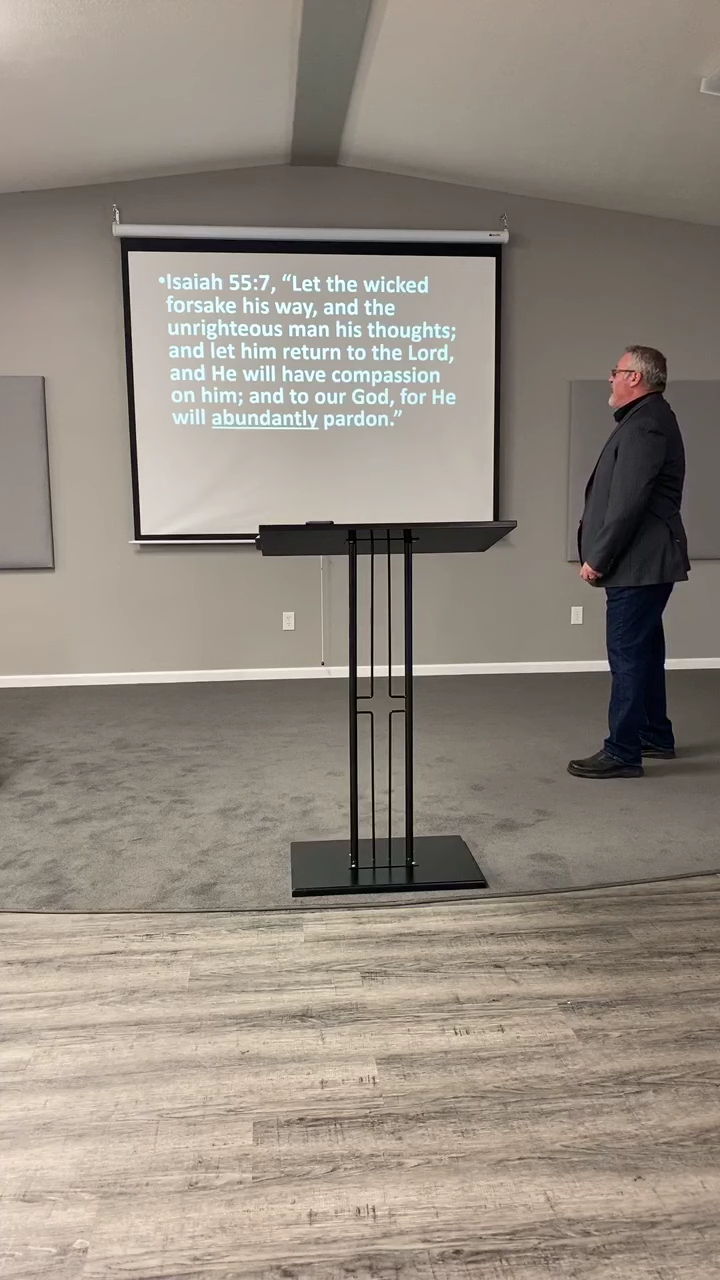 •Isaiah 55:7, “Let the wicked
forsake his way, and the
unrighteous man his thoughts;
and let him return to the Lord,
and He will have compassion
on him; and to our God, for He
will abundantly pardon.”